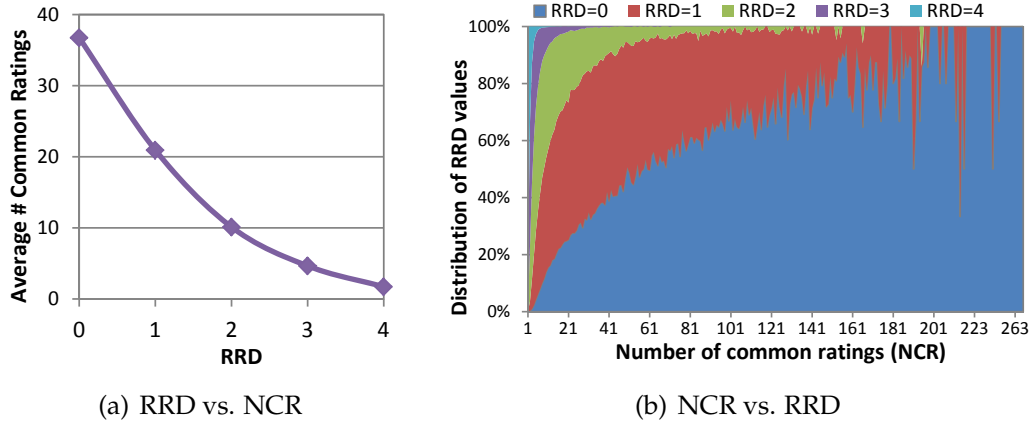 Average # Common Ratings
40
30
20
10
0
0 1 2 3 4
RRD
(a) RRD vs. NCR
RRD=0 RRD=1 RRD=2 RRD=3 RRD=4
Distribution of RRD values
100%
80%
60%
40%
20%
0%
1 21 41 61 81 101 121 141 161 181 201 223 263
Number of common ratings (NCR)
(b) NCR vs. RRD